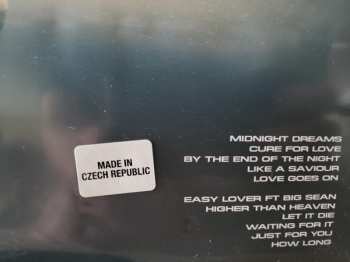 MADE IN
CZECH REPUBLIC
MIDNIGHT DREAMS
CURE FOR LOVE
BY THE END OF THE NIGHT
LIKE A SAVIOUR
LOVE GOES ON
EASY LOVER FT BIG SEAN
HIGHER THAN HEAVEN
LET IT DIE
WAITING FOR IT
JUST FOR YOU
HOW LONG